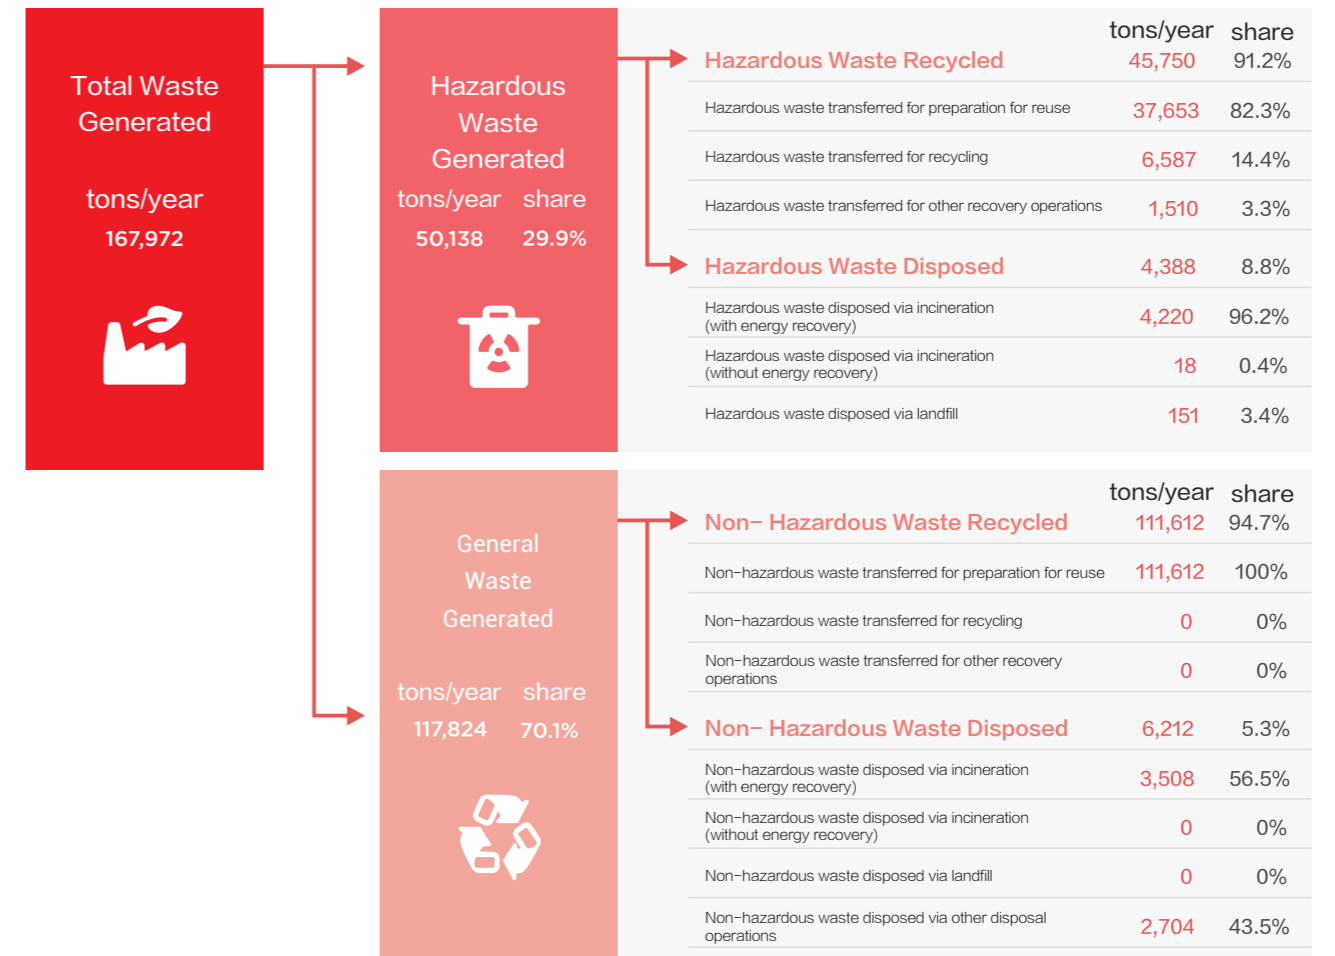 Total Waste
Generated
tons/year
167,972
Hazardous
Waste
Generated
tons/year share
50,138 29.9%
tons/year share
Hazardous Waste Recycled 45,750 91.2%
Hazardous waste transferred for preparation for reuse 37,653 82.3%
Hazardous waste transferred for recycling 6,587 14.4%
Hazardous waste transferred for other recovery operations 1,510 3.3%
Hazardous Waste Disposed 4,388 8.8%
Hazardous waste disposed via incineration
(with energy recovery) 4,220 96.2%
Hazardous waste disposed via incineration
(without energy recovery) 18 0.4%
Hazardous waste disposed via landfill 151 3.4%
General
Waste
Generated
tons/year share
117,824 70.1%
tons/year share
Non- Hazardous Waste Recycled 111,612 94.7%
Non-hazardous waste transferred for preparation for reuse 111,612 100%
Non-hazardous waste transferred for recycling 0 0%
Non-hazardous waste transferred for other recovery
operations 0 0%
Non- Hazardous Waste Disposed 6,212 5.3%
Non-hazardous waste disposed via incineration
(with energy recovery) 3,508 56.5%
Non-hazardous waste disposed via incineration
(without energy recovery) 0 0%
Non-hazardous waste disposed via landfill 0 0%
Non-hazardous waste disposed via other disposal
operations 2,704 43.5%